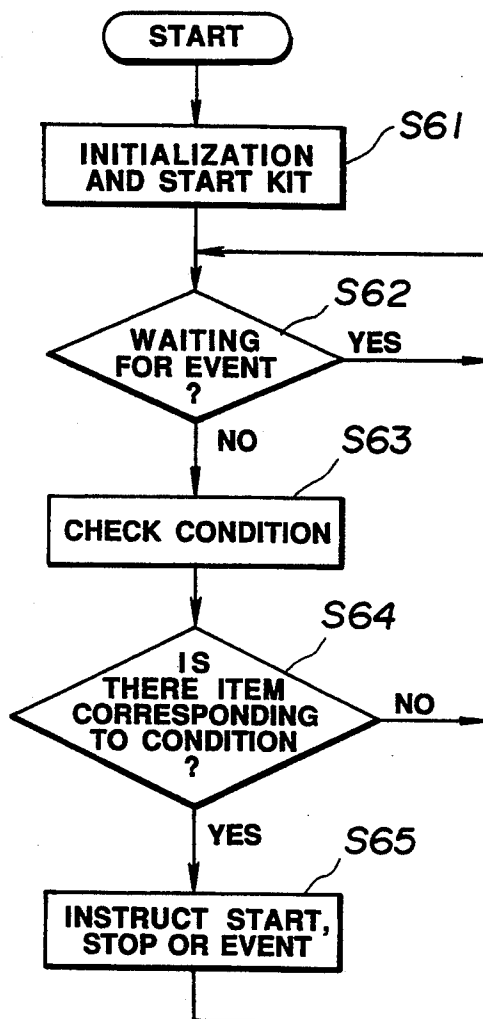 START
S61
INITIALIZATION
AND START KIT
S62
WAITING
FOR EVENT
?
YES
NO
S63
CHECK CONDITION
S64
IS
THERE ITEM
CORRESPONDING
TO CONDITION
?
NO
YES
S65
INSTRUCT START,
STOP OR EVENT